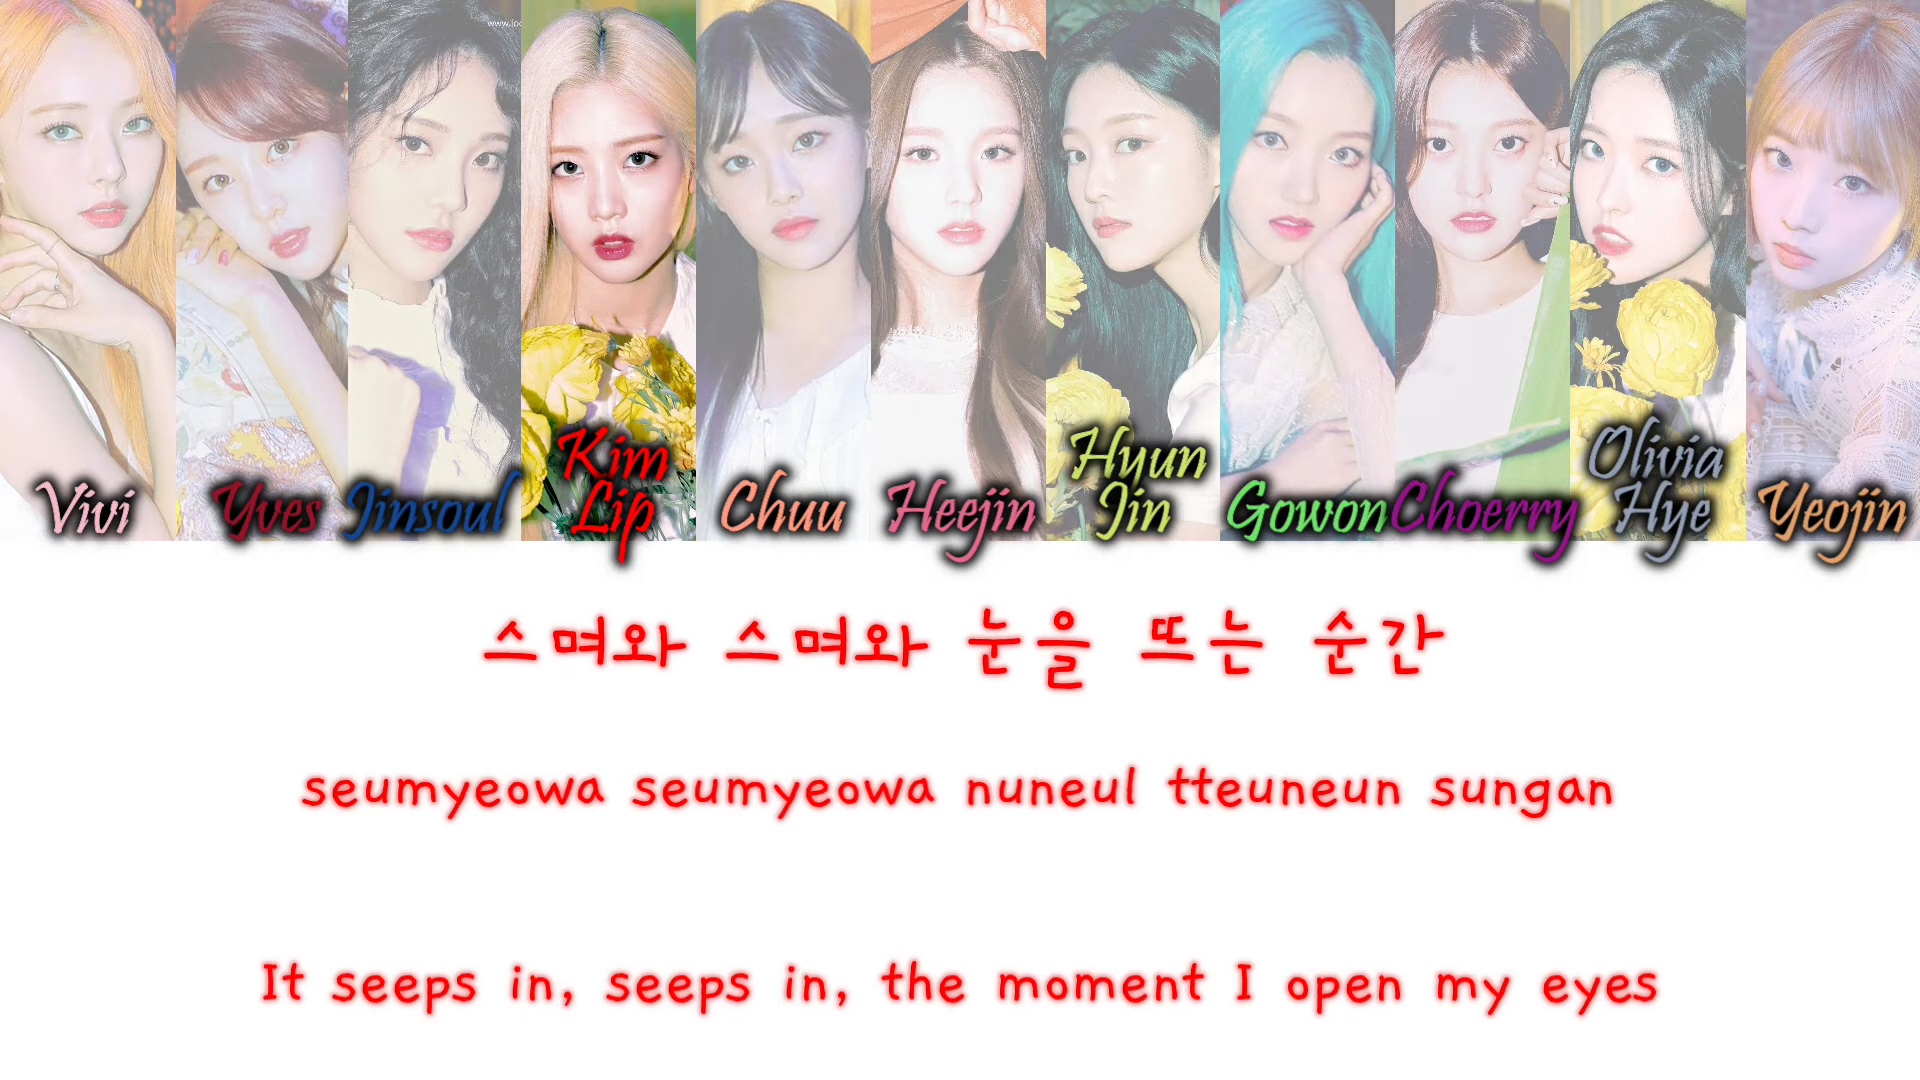 www.loo
Vivi
Yves
Jinsoul
Kim
Lip
Chuu
Heejin
Hyun
Jin
Gowon
Choerry
Olivia
Hye
Yeojin
스며와 스며와 눈을 뜨는 순간
seumyeowa seumyeowa nuneul tteuneun sungan
It seeps in, seeps in, the moment I open my eyes